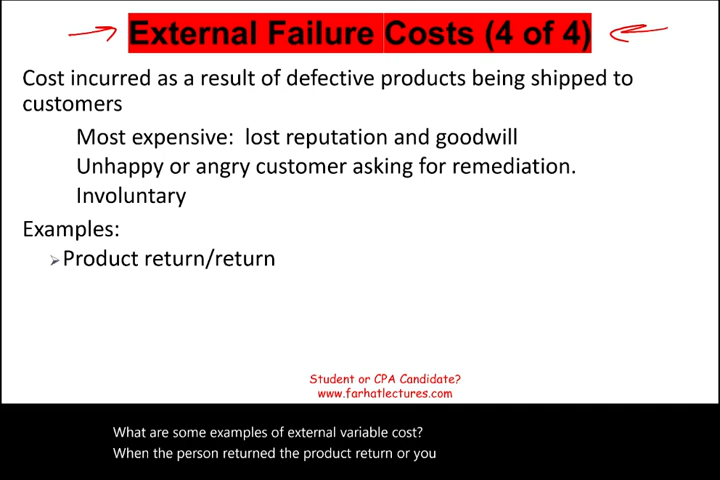 External Failure Costs (4 of 4)
Cost incurred as a result of defective products being shipped to
customers
Most expensive: lost reputation and goodwill
Unhappy or angry customer asking for remediation.
Involuntary
Examples:
Product return/return
Student or CPA Candidate?
www.farhatlectures.com
What are some examples of external variable cost?
When the person returned the product return or you